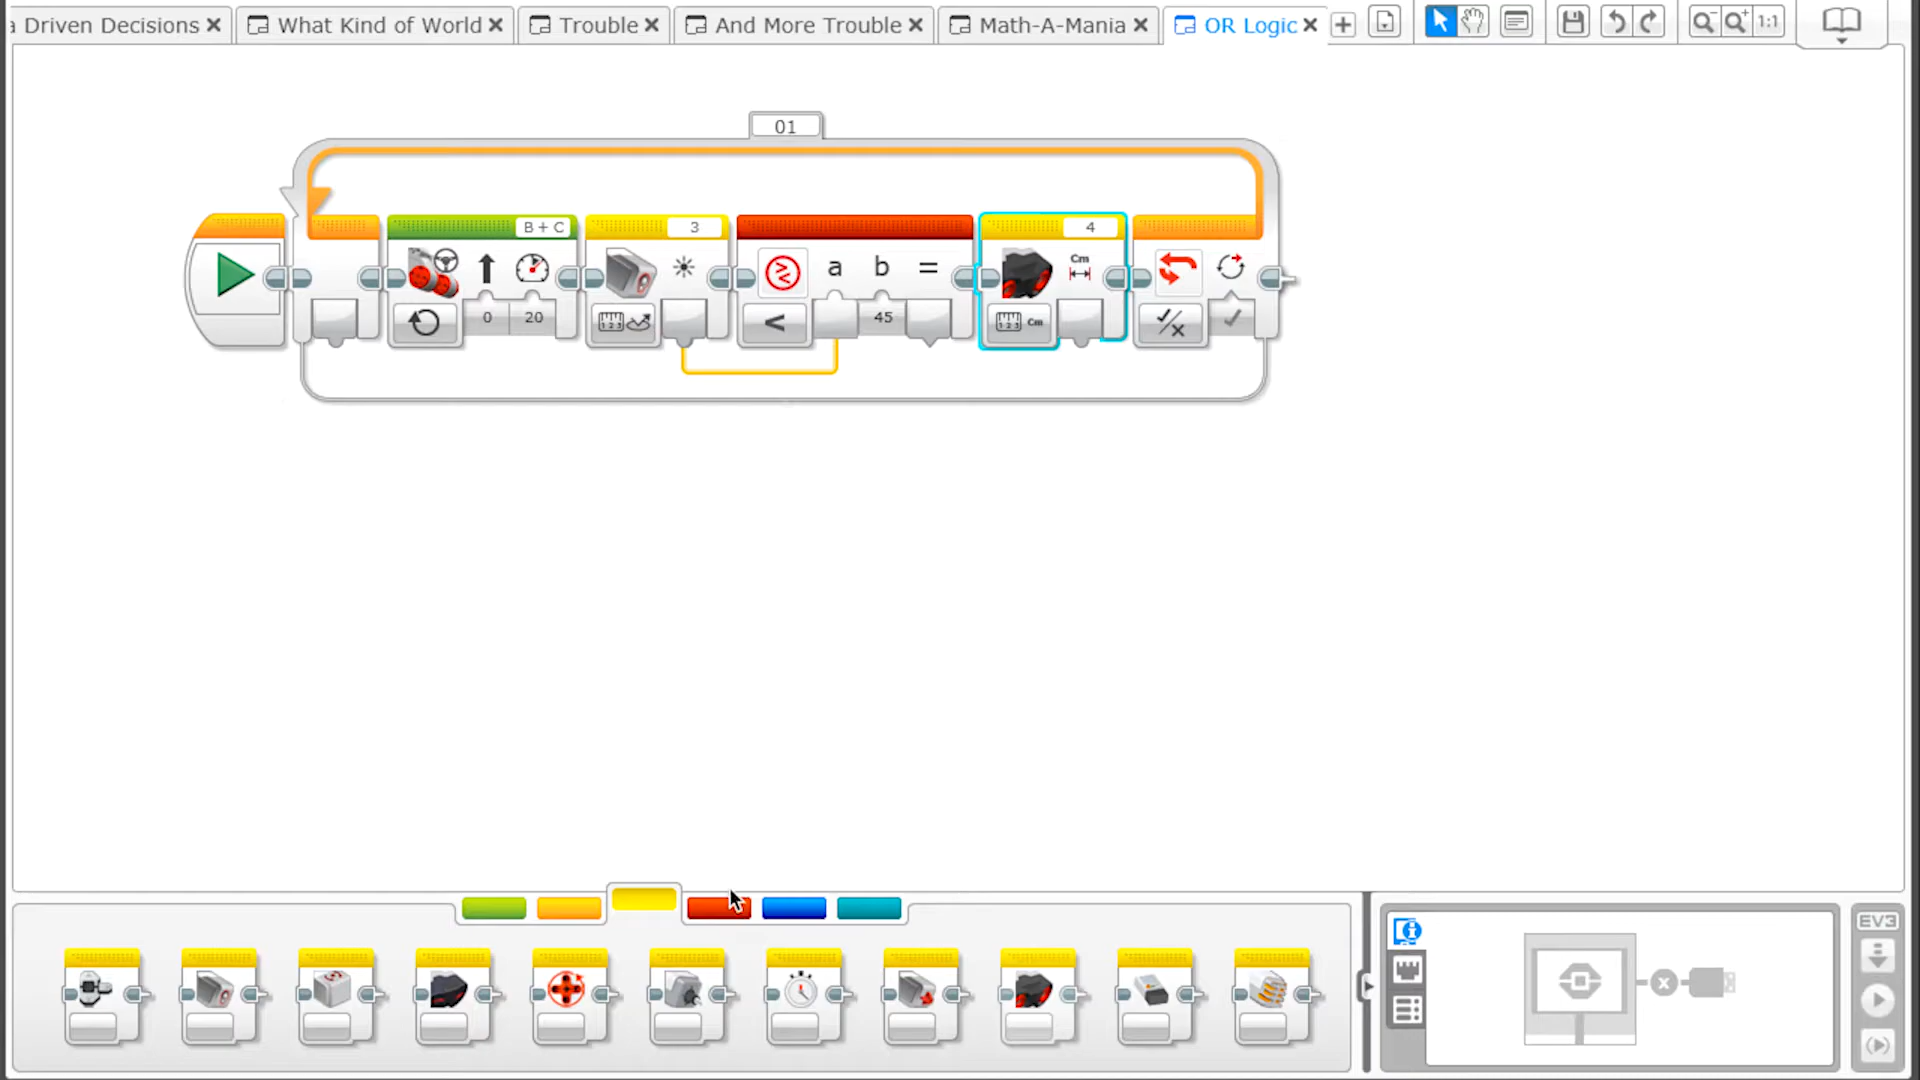 a Driven Decisions What Kind of World Trouble And More Trouble Math-A-Mania OR Logic 1:1
01
B + C 3 4
a b = Cm
0 20 < 45 123 Cm
EV3